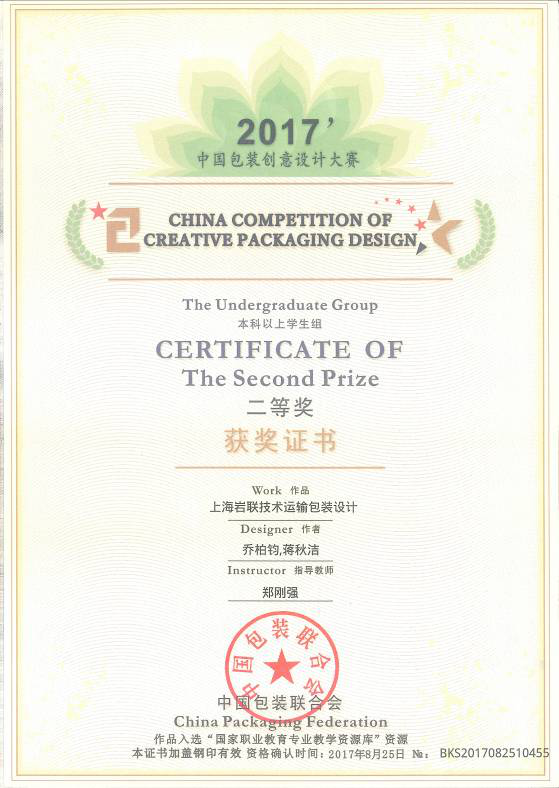 2017’
中国包装创意设计大赛
CHINA COMPETITION OF
CREATIVE PACKAGING DESIGN
The Undergraduate Group
本科以上学生组
CERTIFICATE OF
The Second Prize
二等奖
获奖证书
Work 作品
上海岩联技术运输包装设计
Designer 作者
乔柏钧,蒋秋洁
Instructor 指导教师
郑刚强
中国包装联合会
中国包装联合会
China Packaging Federation
作品入选“国家职业教育专业教学资源库”资源
本证书加盖钢印有效 资格确认时间：2017年8月25日 №： BKS2017082510455